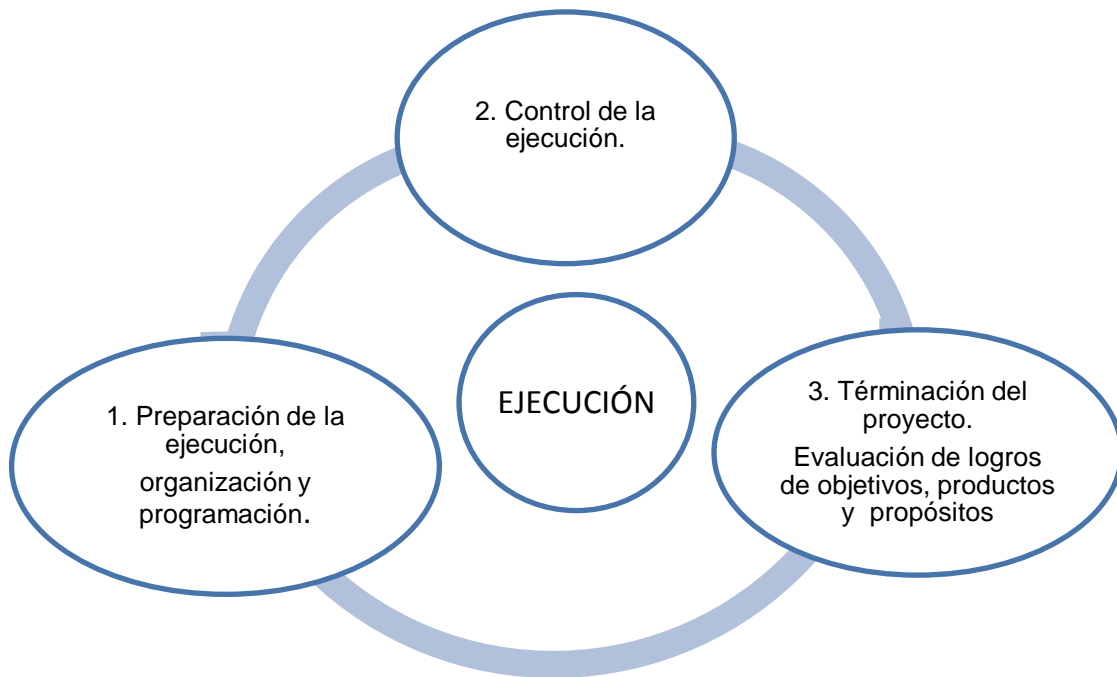 2. Control de la
ejecución.
EJECUCIÓN
1. Preparación de la
ejecución,
organización y
programación.
3. Términación del
proyecto.
Evaluación de logros
de objetivos, productos
y propósitos